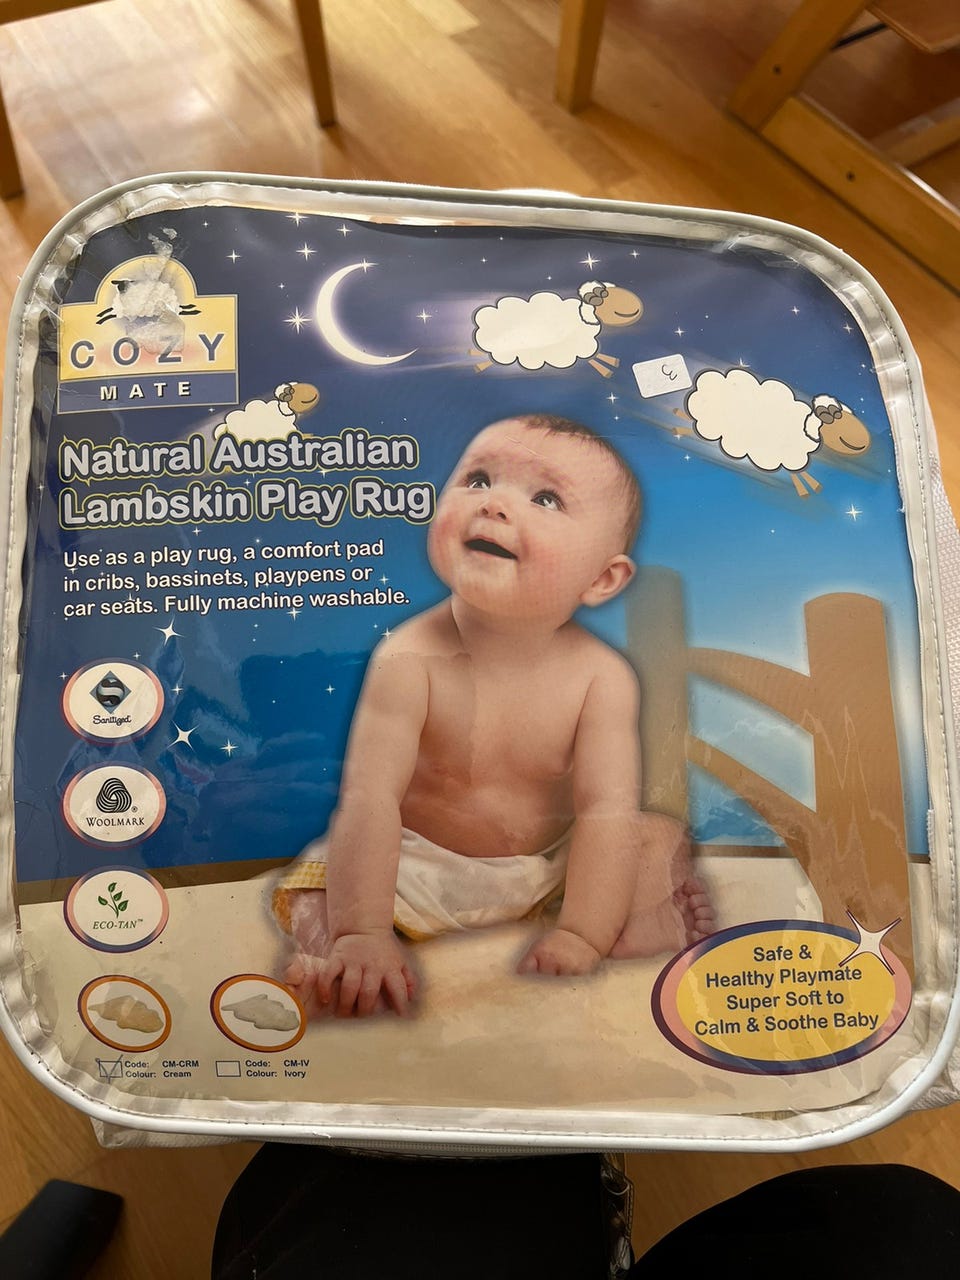 COZY
MATE
Natural Australian
Lambskin Play Rug
Use as a play rug, a comfort pad
in cribs, bassinets, playpens or
car seats. Fully machine washable.
Sanitized
WOOLMARK
®
ECO-TAN™
Code: CM-CRM
Colour: Cream
Code: CM-IV
Colour: Ivory
Safe &
Healthy Playmate
Super Soft to
Calm & Soothe Baby